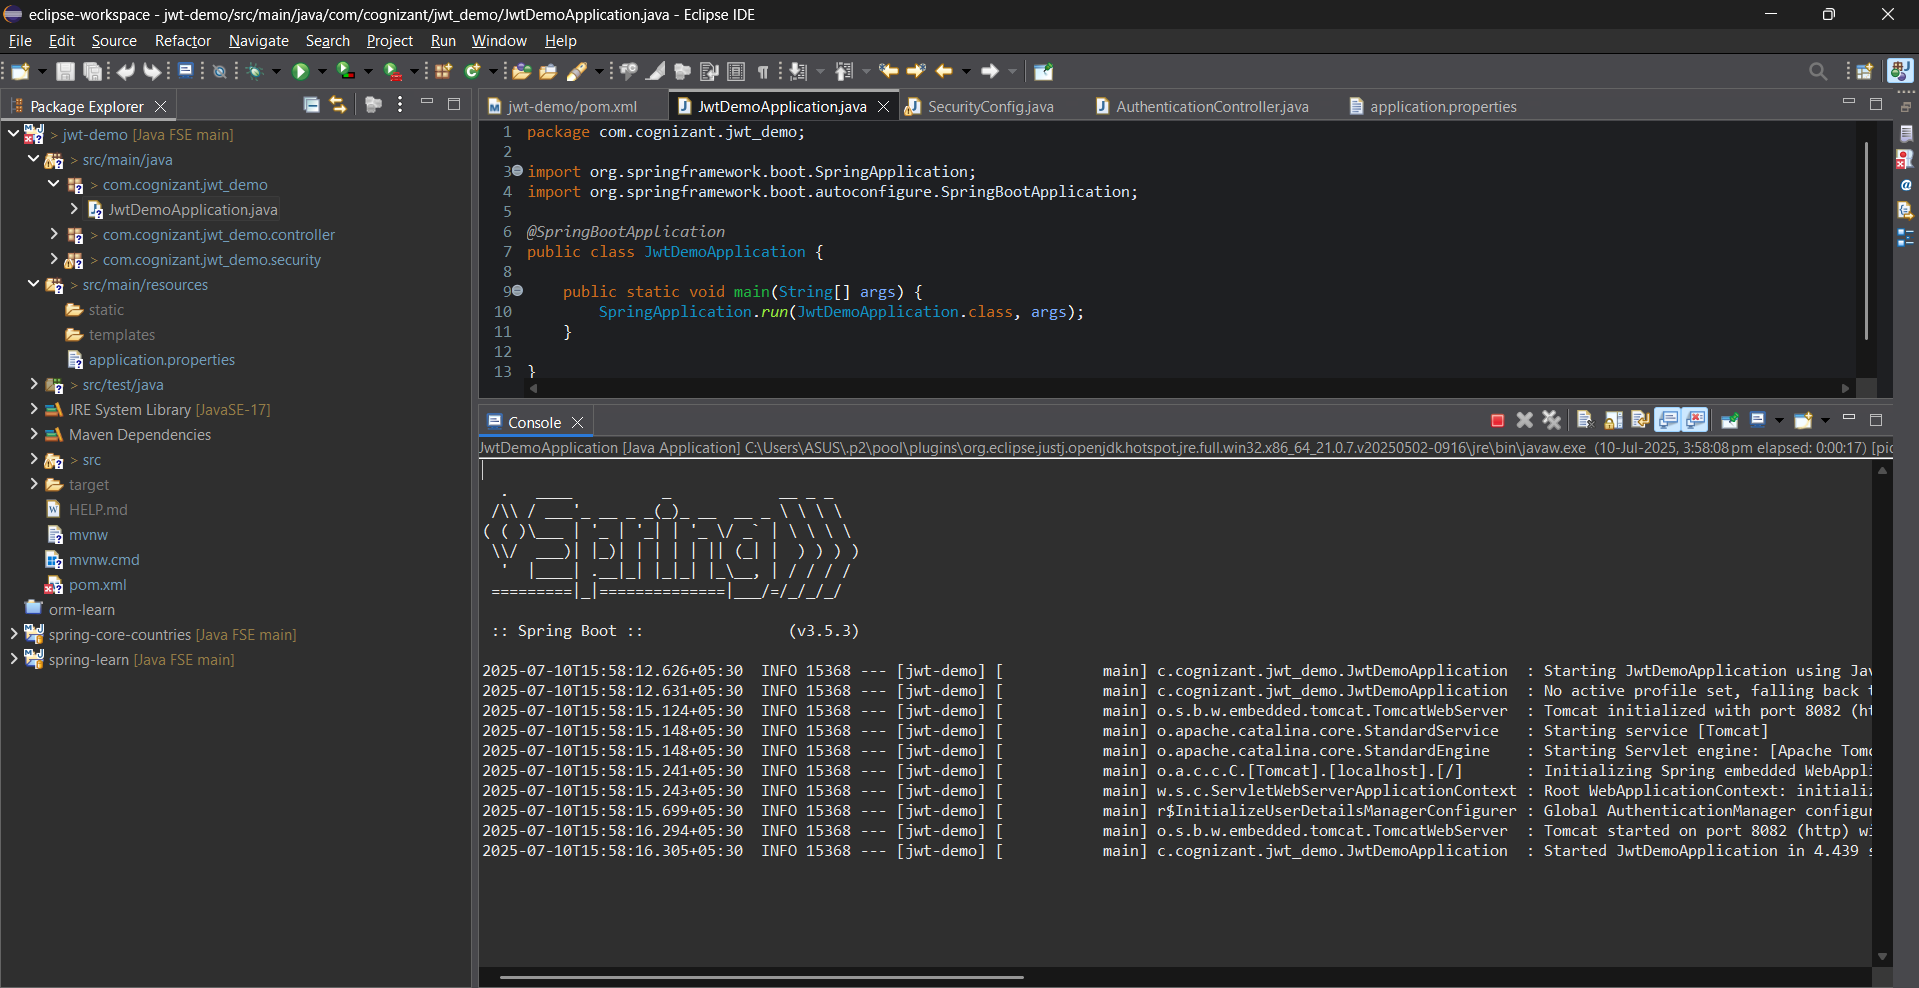 eclipse-workspace - jwt-demo/src/main/java/com/cognizant/jwt_demo/JwtDemoApplication.java - Eclipse IDE
File Edit Source Refactor Navigate Search Project Run Window Help
Package Explorer
> jwt-demo [Java FSE main]
> src/main/java
> com.cognizant.jwt_demo
JwtDemoApplication.java
> com.cognizant.jwt_demo.controller
> com.cognizant.jwt_demo.security
> src/main/resources
static
templates
application.properties
> src/test/java
JRE System Library [JavaSE-17]
Maven Dependencies
> src
target
HELP.md
mvnw
mvnw.cmd
pom.xml
orm-learn
spring-core-countries [Java FSE main]
spring-learn [Java FSE main]
jwt-demo/pom.xml JwtDemoApplication.java SecurityConfig.java AuthenticationController.java application.properties
1 package com.cognizant.jwt_demo;
2
3 import org.springframework.boot.SpringApplication;
4 import org.springframework.boot.autoconfigure.SpringBootApplication;
5
6 @SpringBootApplication
7 public class JwtDemoApplication {
8
9 public static void main(String[] args) {
10 SpringApplication.run(JwtDemoApplication.class, args);
11 }
12
13 }
Console
JwtDemoApplication [Java Application] C:\Users\ASUS\.p2\pool\plugins\org.eclipse.justj.openjdk.hotspot.jre.full.win32.x86_64_21.0.7.v20250502-0916\jre\bin\javaw.exe (10-Jul-2025, 3:58:08 pm elapsed: 0:00:17) [pid
Spring
:: Spring Boot :: (v3.5.3)
2025-07-10T15:58:12.626+05:30 INFO 15368 --- [jwt-demo] [ main] c.cognizant.jwt_demo.JwtDemoApplication : Starting JwtDemoApplication using Jav
2025-07-10T15:58:12.631+05:30 INFO 15368 --- [jwt-demo] [ main] c.cognizant.jwt_demo.JwtDemoApplication : No active profile set, falling back t
2025-07-10T15:58:15.124+05:30 INFO 15368 --- [jwt-demo] [ main] o.s.b.w.embedded.tomcat.TomcatWebServer : Tomcat initialized with port 8082 (ht
2025-07-10T15:58:15.148+05:30 INFO 15368 --- [jwt-demo] [ main] o.apache.catalina.core.StandardService : Starting service [Tomcat]
2025-07-10T15:58:15.148+05:30 INFO 15368 --- [jwt-demo] [ main] o.apache.catalina.core.StandardEngine : Starting Servlet engine: [Apache Tomc
2025-07-10T15:58:15.241+05:30 INFO 15368 --- [jwt-demo] [ main] o.a.c.c.C.[Tomcat].[localhost].[/] : Initializing Spring embedded WebAppli
2025-07-10T15:58:15.243+05:30 INFO 15368 --- [jwt-demo] [ main] w.s.c.ServletWebServerApplicationContext : Root WebApplicationContext: initializ
2025-07-10T15:58:15.699+05:30 INFO 15368 --- [jwt-demo] [ main] r$InitializeUserDetailsManagerConfigurer : Global AuthenticationManager configur
2025-07-10T15:58:16.294+05:30 INFO 15368 --- [jwt-demo] [ main] o.s.b.w.embedded.tomcat.TomcatWebServer : Tomcat started on port 8082 (http) wi
2025-07-10T15:58:16.305+05:30 INFO 15368 --- [jwt-demo] [ main] c.cognizant.jwt_demo.JwtDemoApplication : Started JwtDemoApplication in 4.439 s